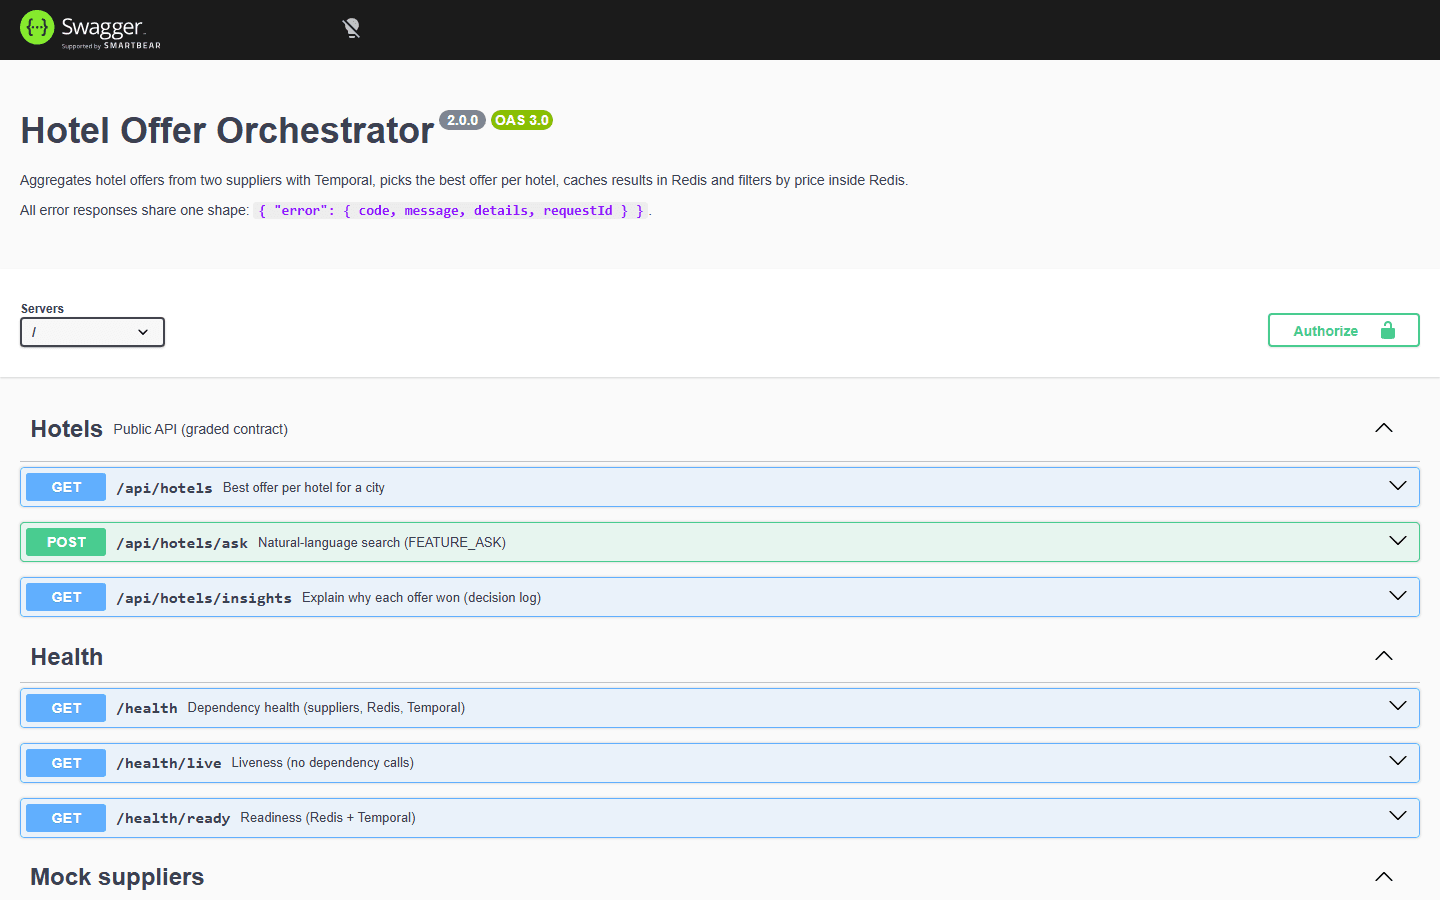 Swagger
Supported by SMARTBEAR
Hotel Offer Orchestrator 2.0.0 OAS 3.0
Aggregates hotel offers from two suppliers with Temporal, picks the best offer per hotel, caches results in Redis and filters by price inside Redis.
All error responses share one shape: { "error": { code, message, details, requestId } }.
Servers
/
Authorize
Hotels Public API (graded contract)
GET /api/hotels Best offer per hotel for a city
POST /api/hotels/ask Natural-language search (FEATURE_ASK)
GET /api/hotels/insights Explain why each offer won (decision log)
Health
GET /health Dependency health (suppliers, Redis, Temporal)
GET /health/live Liveness (no dependency calls)
GET /health/ready Readiness (Redis + Temporal)
Mock suppliers